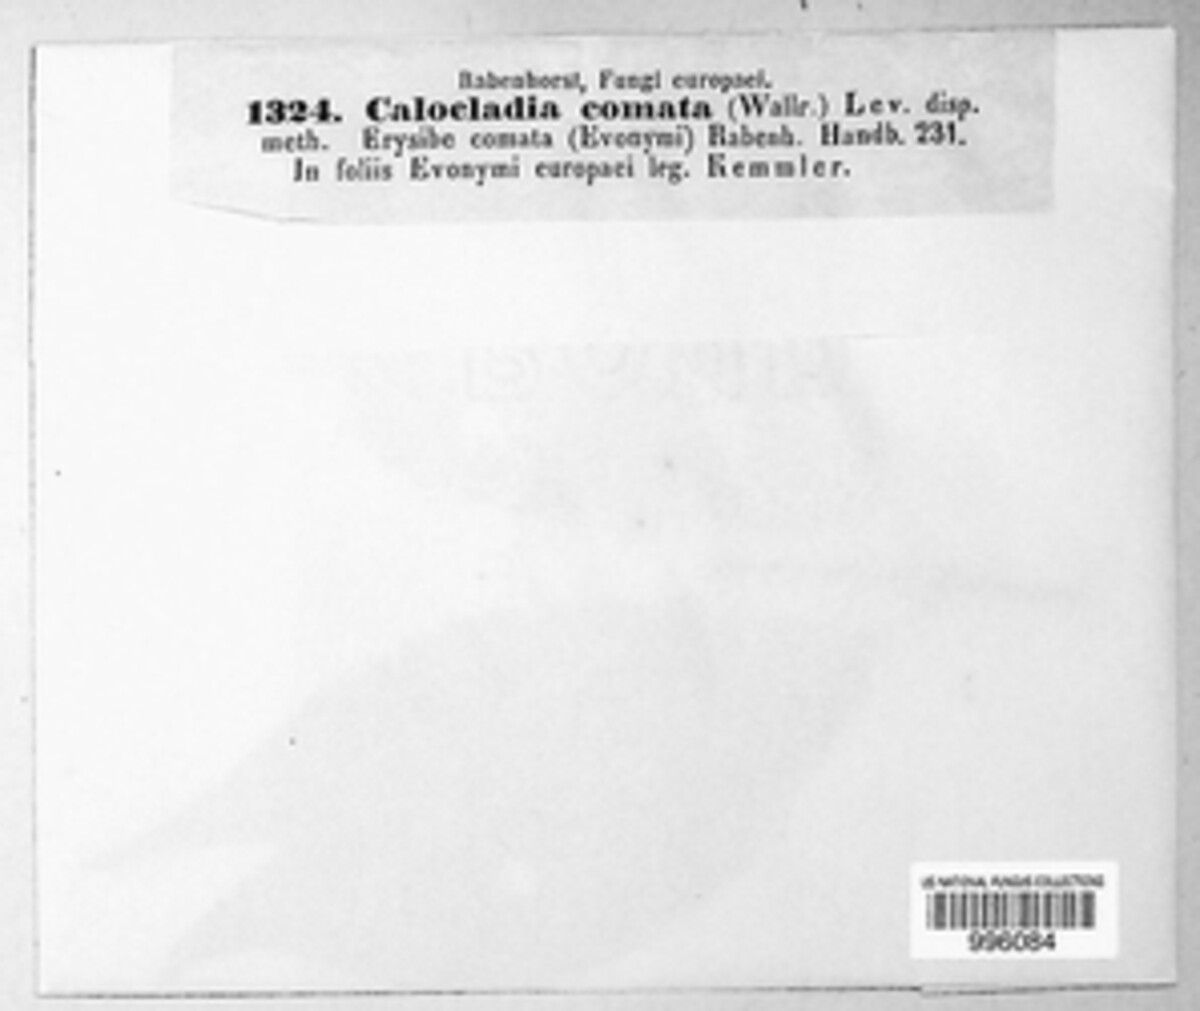 Rabenhorst, Fungi europaei.
1324. Calocladia comata (Wallr.) Lev. disp.
meth. Erysibe comata (Evonymi) Rabenh. Handb. 231.
In foliis Evonymi europaei leg. Kemmler.
US NATIONAL FUNGUS COLLECTIONS
996084